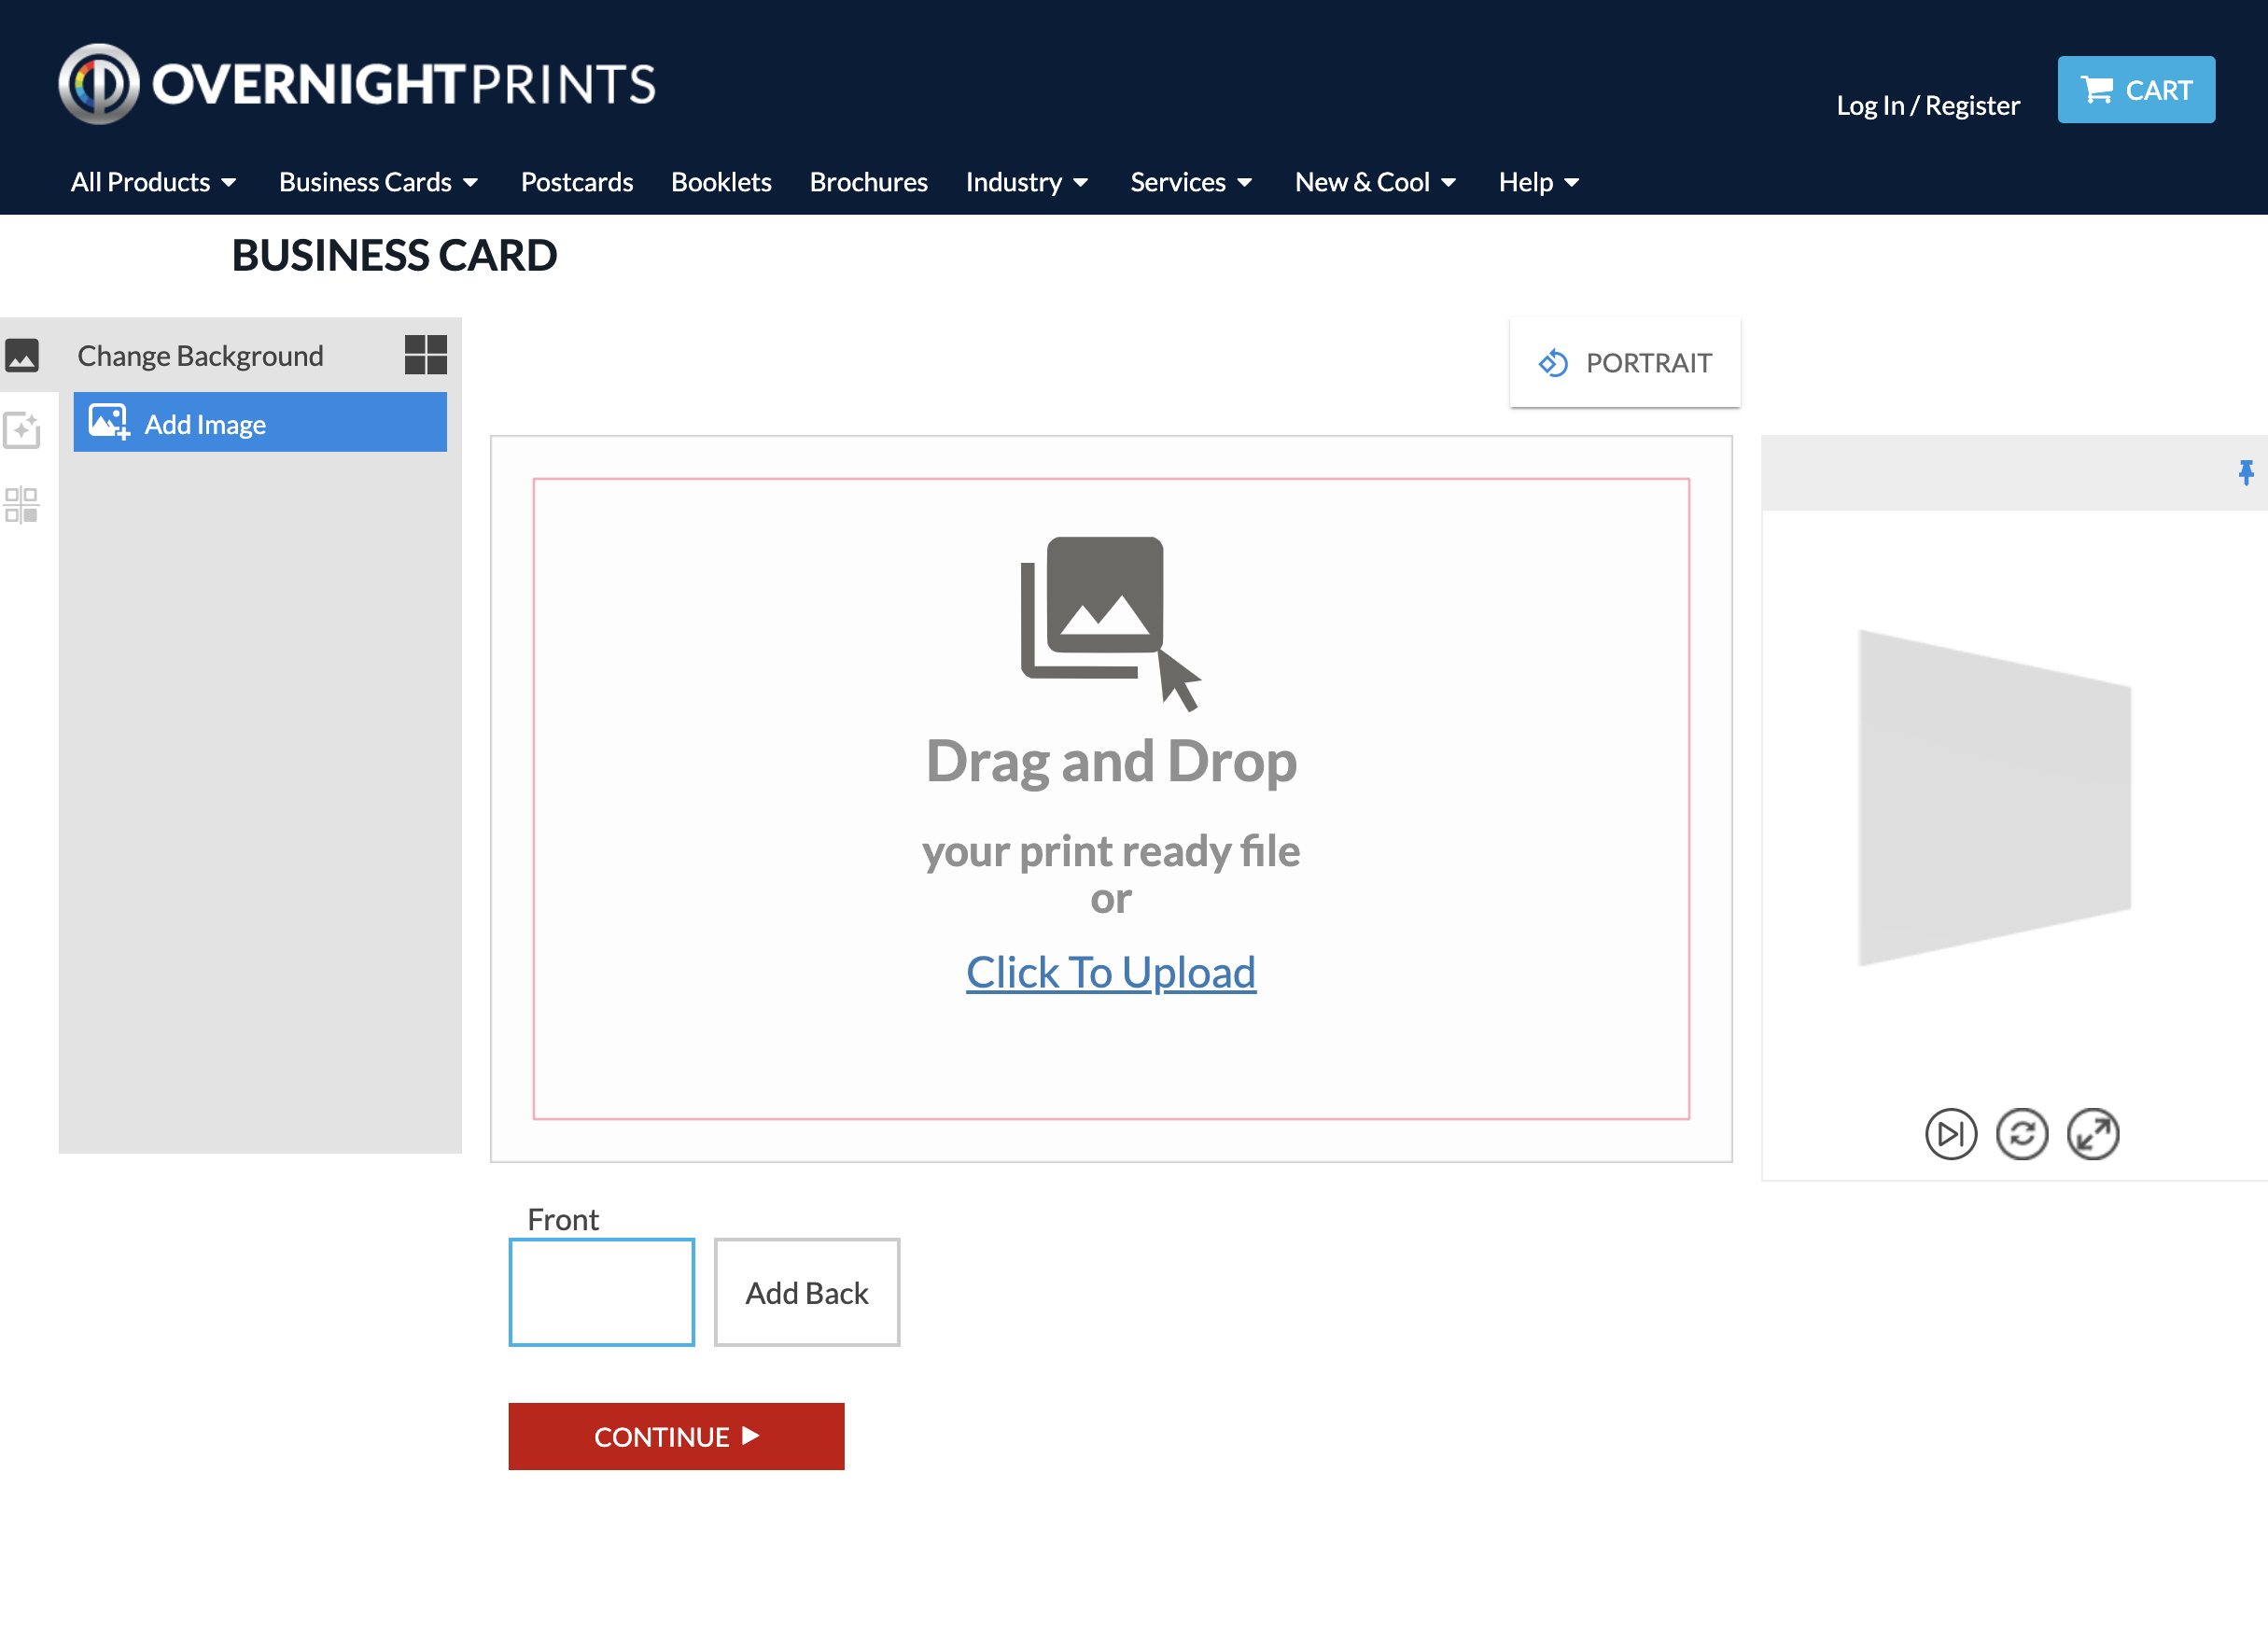 OVERNIGHTPRINTS
Log In / Register
CART
All Products
Business Cards
Postcards
Booklets
Brochures
Industry
Services
New & Cool
Help
BUSINESS CARD
Change Background
Add Image
PORTRAIT
Drag and Drop
your print ready file
or
Click To Upload
Front
Add Back
CONTINUE